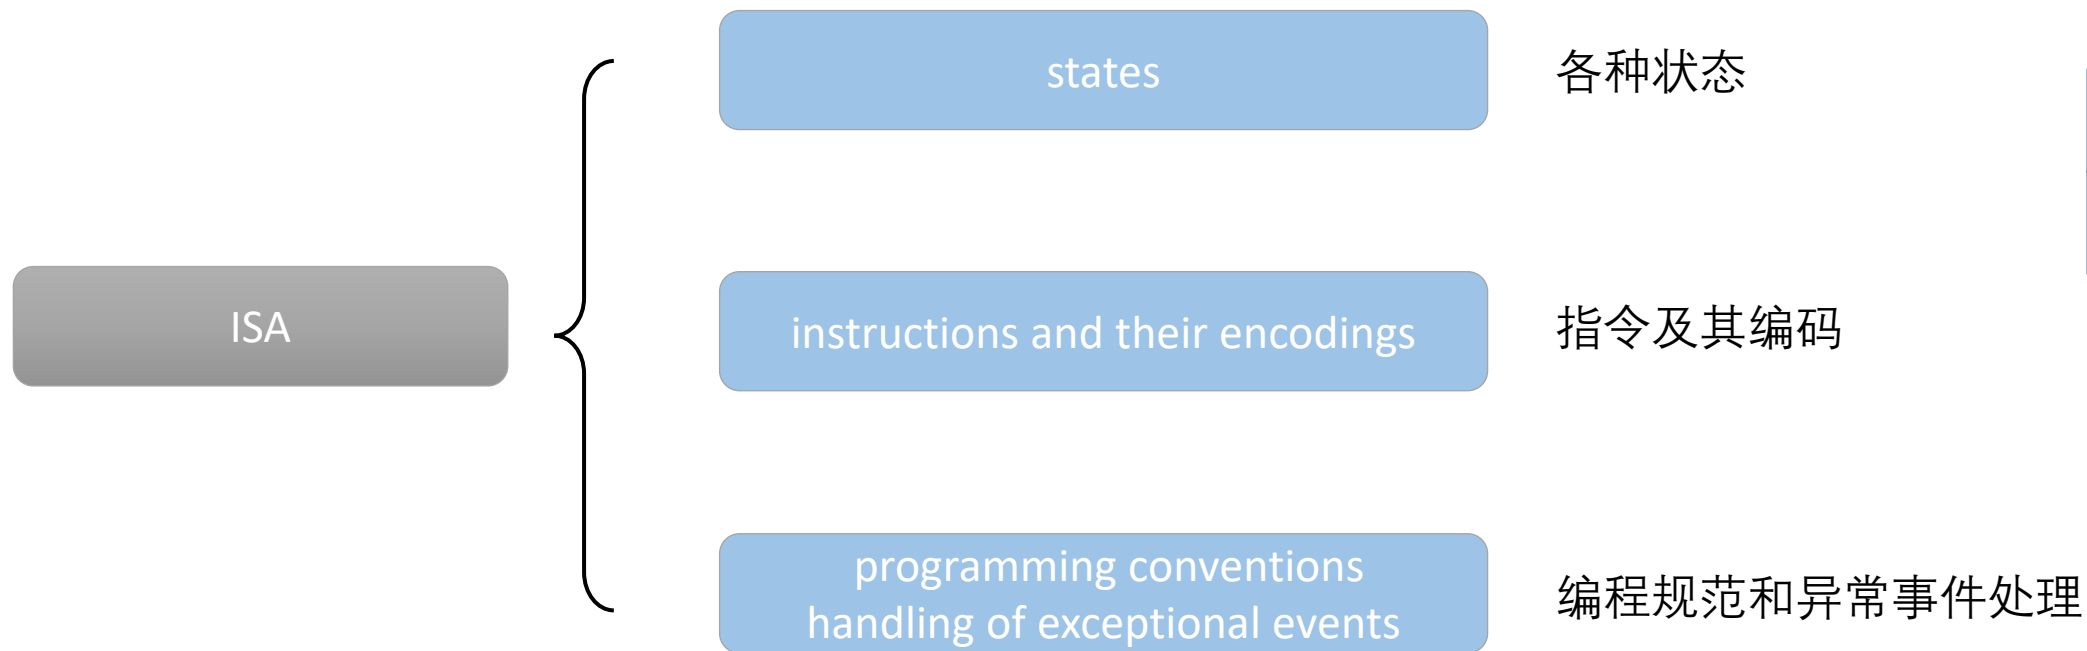 states
各种状态
ISA
instructions and their encodings
指令及其编码
programming conventions
handling of exceptional events
编程规范和异常事件处理